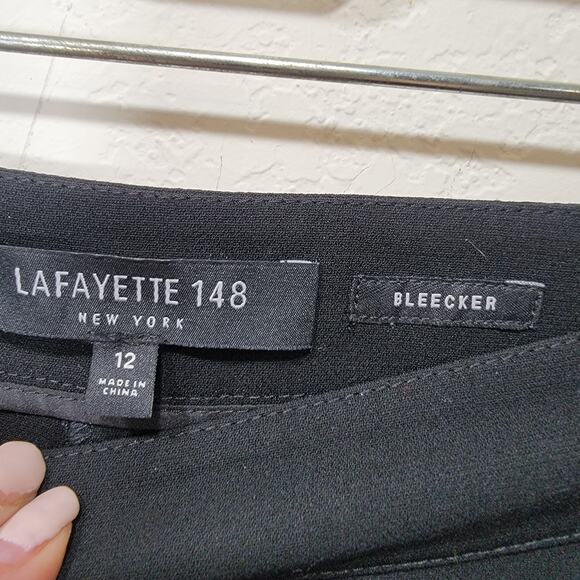 LAFAYETTE 148
NEW YORK
BLEECKER
12
MADE IN
CHINA